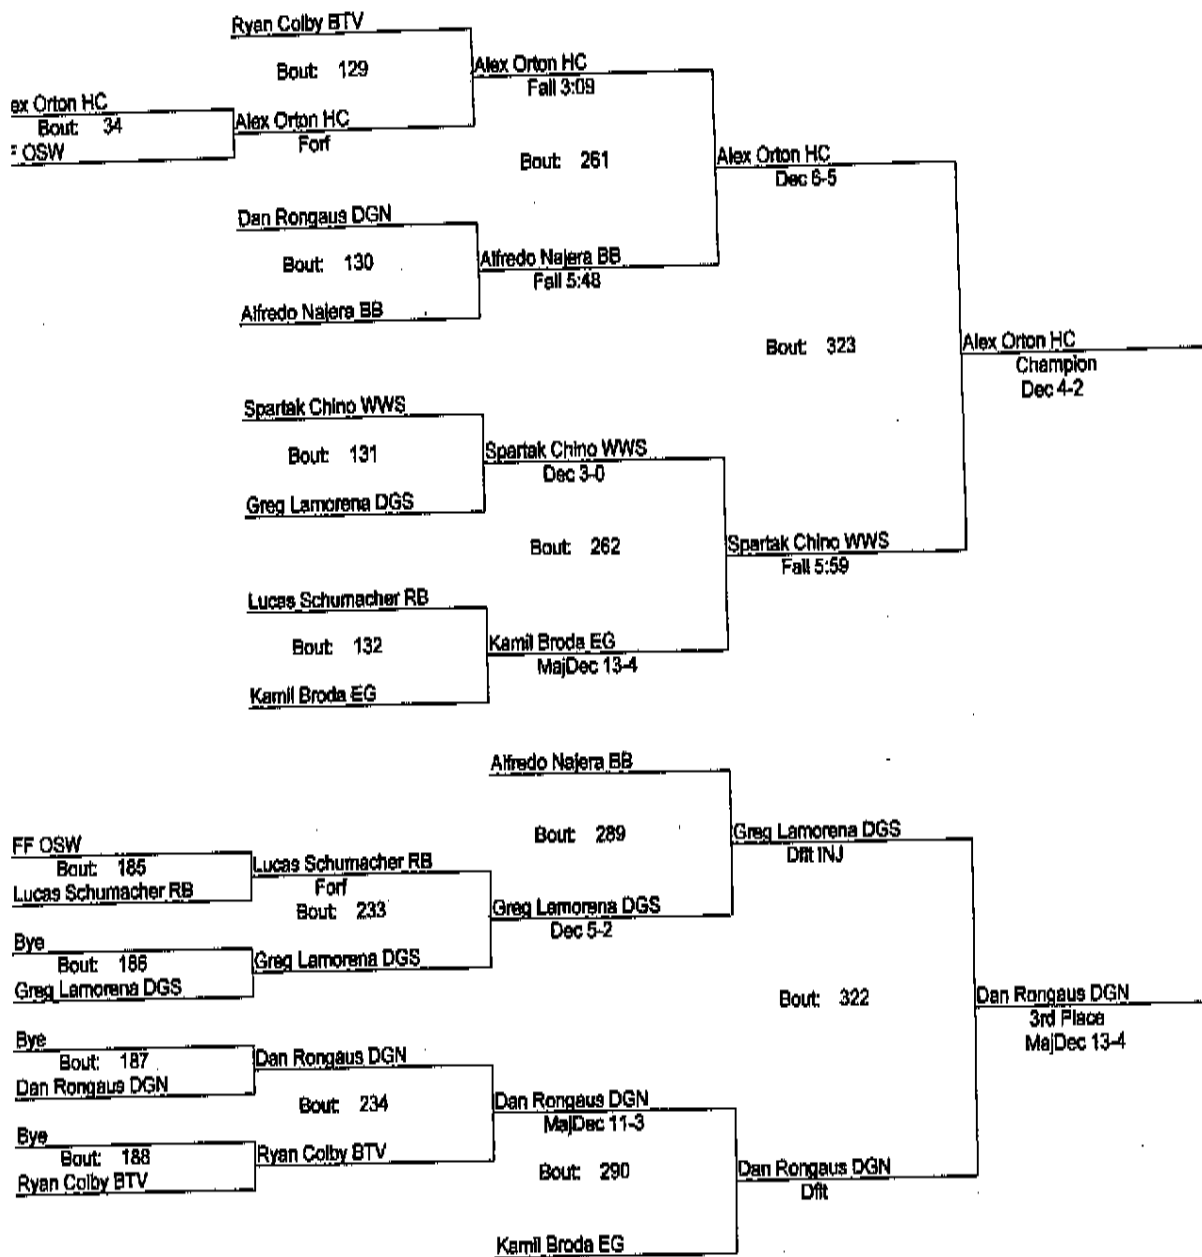 Ryan Colby BTV
Bout: 129
Alex Orton HC
Fall 3:09
ex Orton HC
Bout: 34
F OSW
Alex Orton HC
Forf
Bout: 261
Alex Orton HC
Dec 6-5
Dan Rongaus DGN
Bout: 130
Alfredo Najera BB
Fall 5:48
Alfredo Najera BB
Bout: 323
Alex Orton HC
Champion
Dec 4-2
Spartak Chino WWS
Bout: 131
Spartak Chino WWS
Dec 3-0
Greg Lamorena DGS
Bout: 262
Spartak Chino WWS
Fall 5:59
Lucas Schumacher RB
Bout: 132
Kamil Broda EG
MajDec 13-4
Kamil Broda EG
Alfredo Najera BB
Bout: 289
Greg Lamorena DGS
Dflt INJ
FF OSW
Bout: 185
Lucas Schumacher RB
Lucas Schumacher RB
Forf
Bout: 233
Greg Lamorena DGS
Dec 5-2
Bye
Bout: 186
Greg Lamorena DGS
Greg Lamorena DGS
Bout: 322
Dan Rongaus DGN
3rd Place
MajDec 13-4
Bye
Bout: 187
Dan Rongaus DGN
Dan Rongaus DGN
Bout: 234
Dan Rongaus DGN
MajDec 11-3
Bye
Bout: 188
Ryan Colby BTV
Ryan Colby BTV
Bout: 290
Dan Rongaus DGN
Dflt
Kamil Broda EG